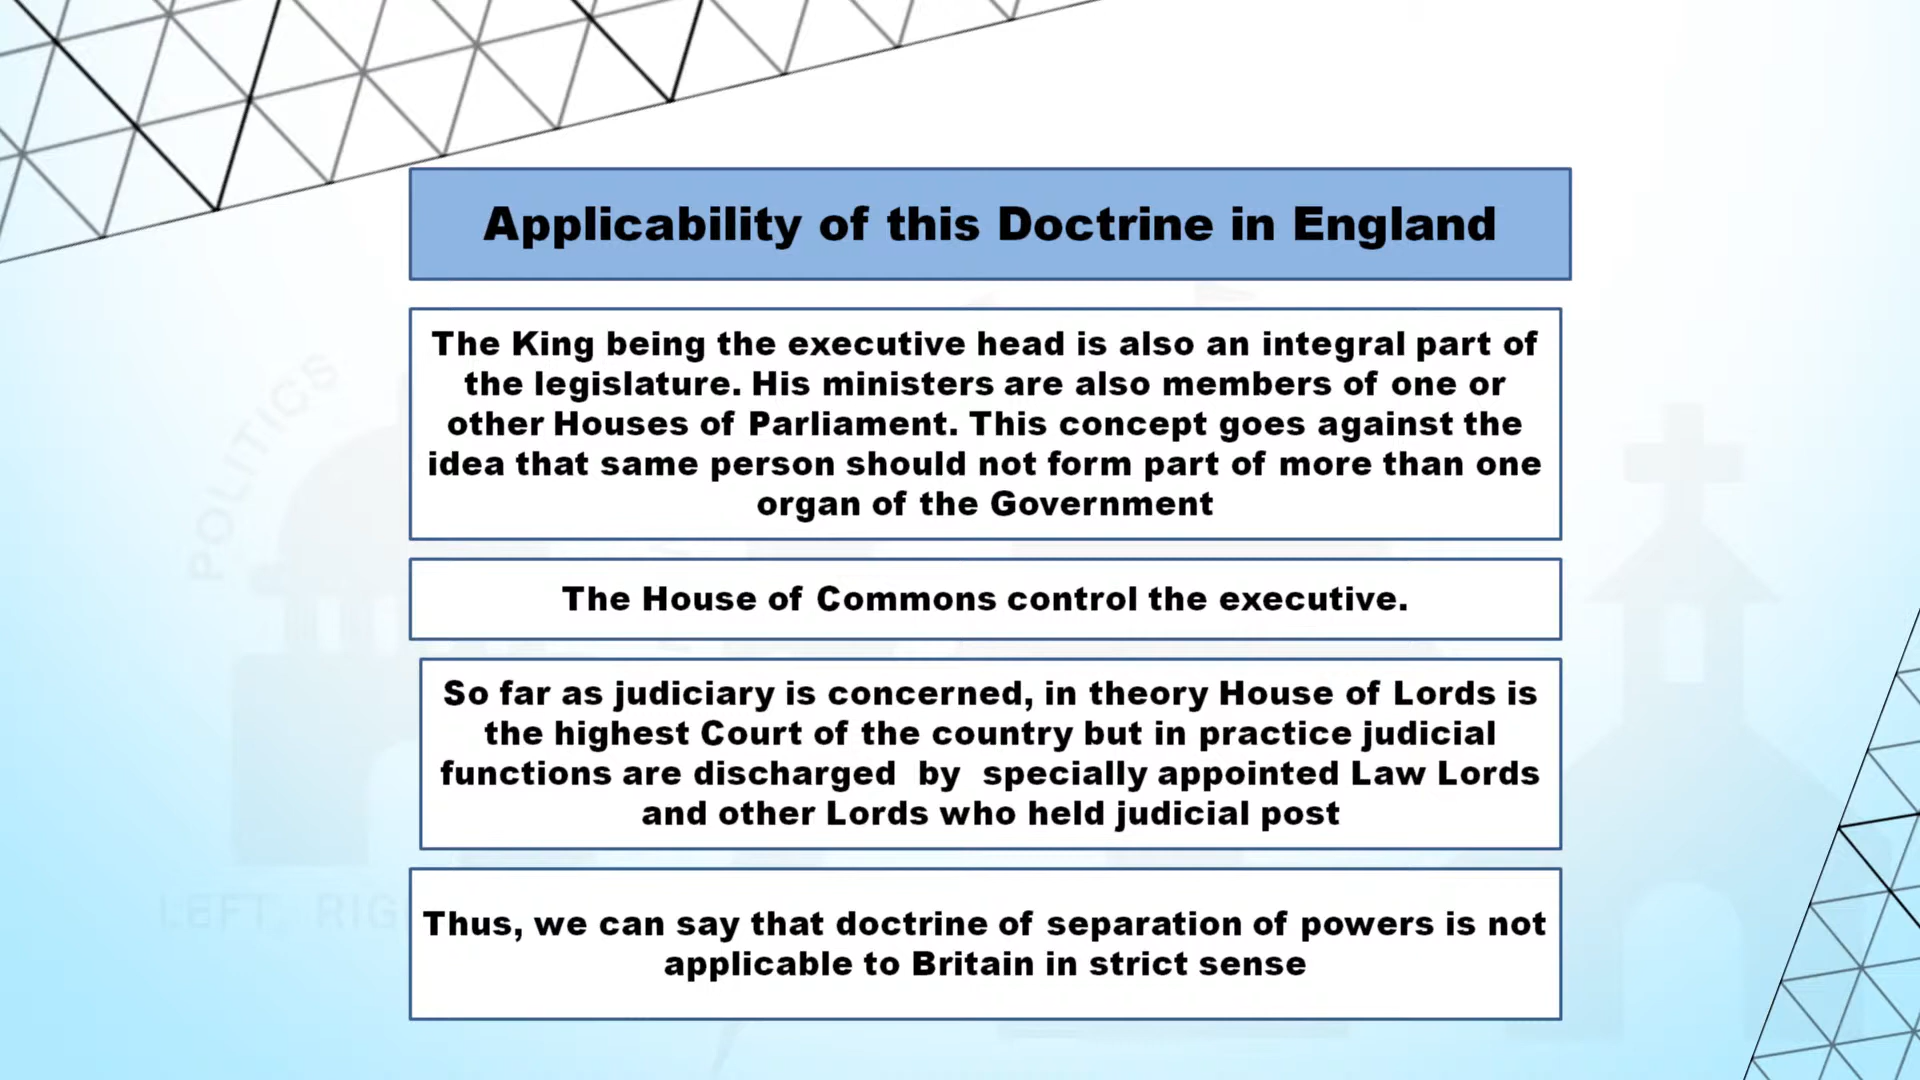 Applicability of this Doctrine in England
The King being the executive head is also an integral part of
the legislature. His ministers are also members of one or
other Houses of Parliament. This concept goes against the
idea that same person should not form part of more than one
organ of the Government
The House of Commons control the executive.
So far as judiciary is concerned, in theory House of Lords is
the highest Court of the country but in practice judicial
functions are discharged  by  specially appointed Law Lords
and other Lords who held judicial post
Thus, we can say that doctrine of separation of powers is not
applicable to Britain in strict sense
POLITICS
LEFT, RIG